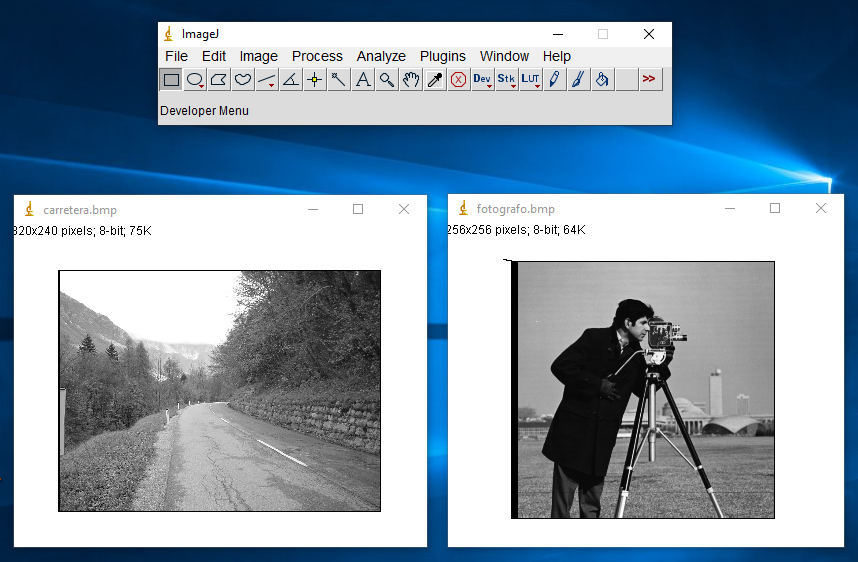 ImageJ
File Edit Image Process Analyze Plugins Window Help
A Dev Stk LUT >>
Developer Menu
carretera.bmp
320x240 pixels; 8-bit; 75K
fotografo.bmp
256x256 pixels; 8-bit; 64K